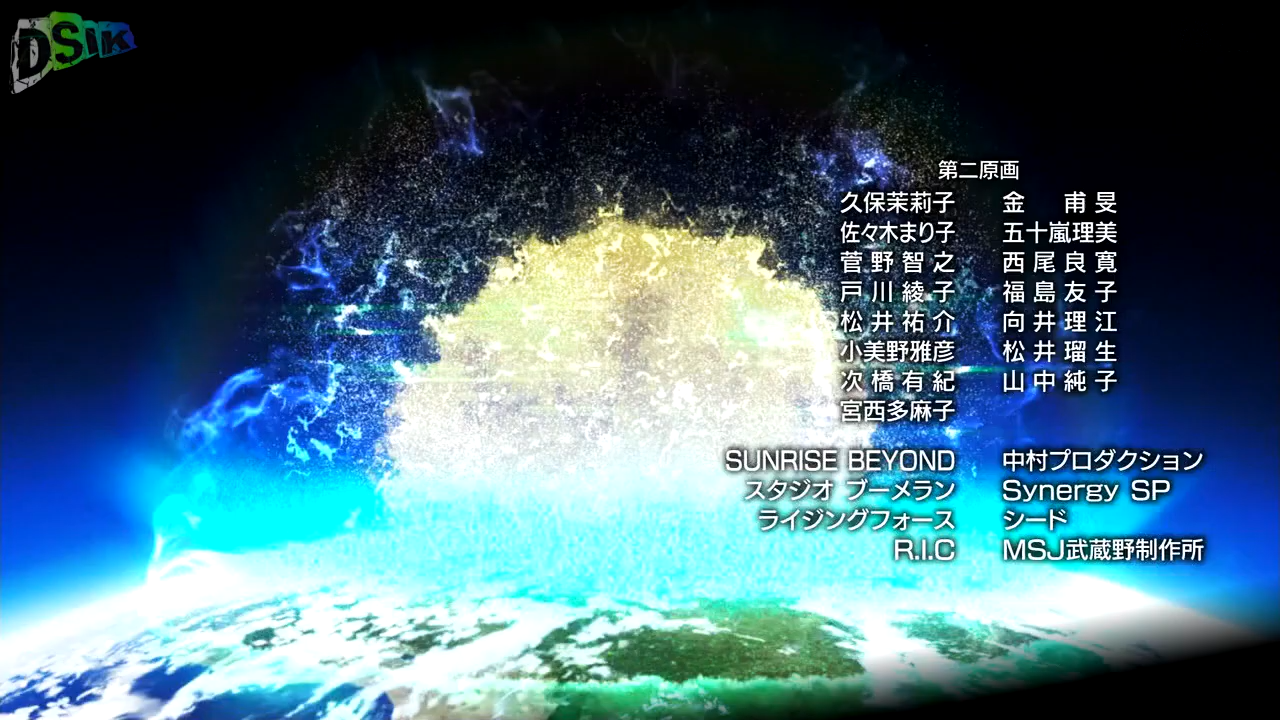 DSIK
第二原画
久保茉莉子 金甫旻
佐々木まり子 五十嵐理美
菅野智之 西尾良寛
戸川綾子 福島友子
松井祐介 向井理江
小美野雅彦 松井瑠生
次橋有紀 山中純子
宮西多麻子
SUNRISE BEYOND 中村プロダクション
スタジオ ブーメラン Synergy SP
ライジングフォース シード
R.I.C MSJ武蔵野制作所